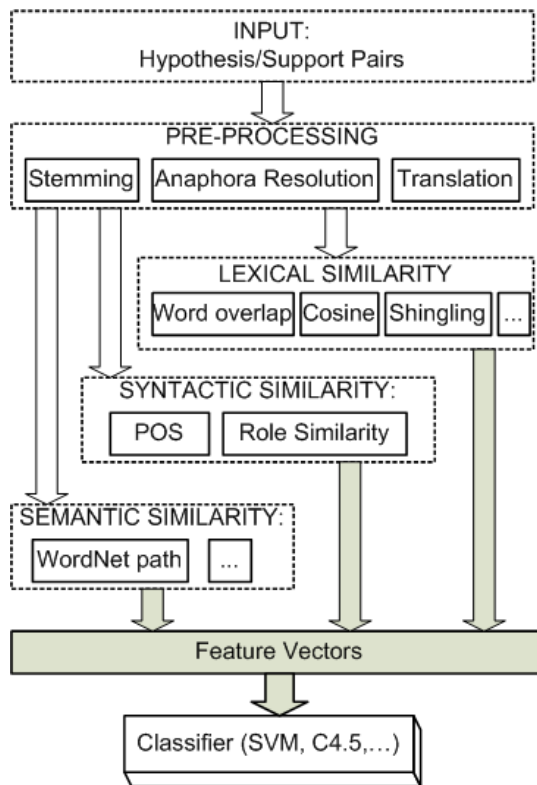 INPUT:
Hypothesis/Support Pairs
PRE-PROCESSING
Stemming
Anaphora Resolution
Translation
LEXICAL SIMILARITY
Word overlap
Cosine
Shingling
...
SYNTACTIC SIMILARITY:
POS
Role Similarity
SEMANTIC SIMILARITY:
WordNet path
...
Feature Vectors
Classifier (SVM, C4.5,...)